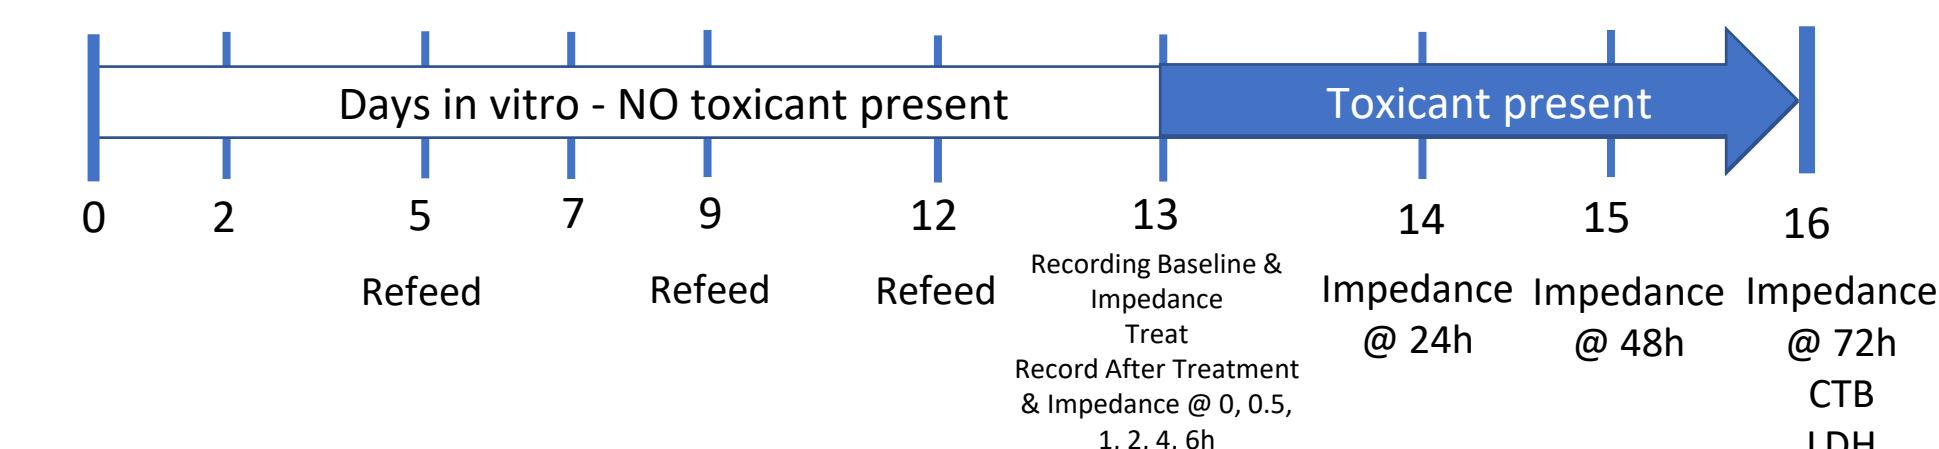 Days in vitro - NO toxicant present
Toxicant present
0
2
5
7
9
12
13
14
15
16
Refeed
Refeed
Refeed
Recording Baseline &
Impedance
Treat
Record After Treatment
& Impedance @ 0, 0.5,
1, 2, 4, 6h
Impedance
@ 24h
Impedance
@ 48h
Impedance
@ 72h
CTB
LDH